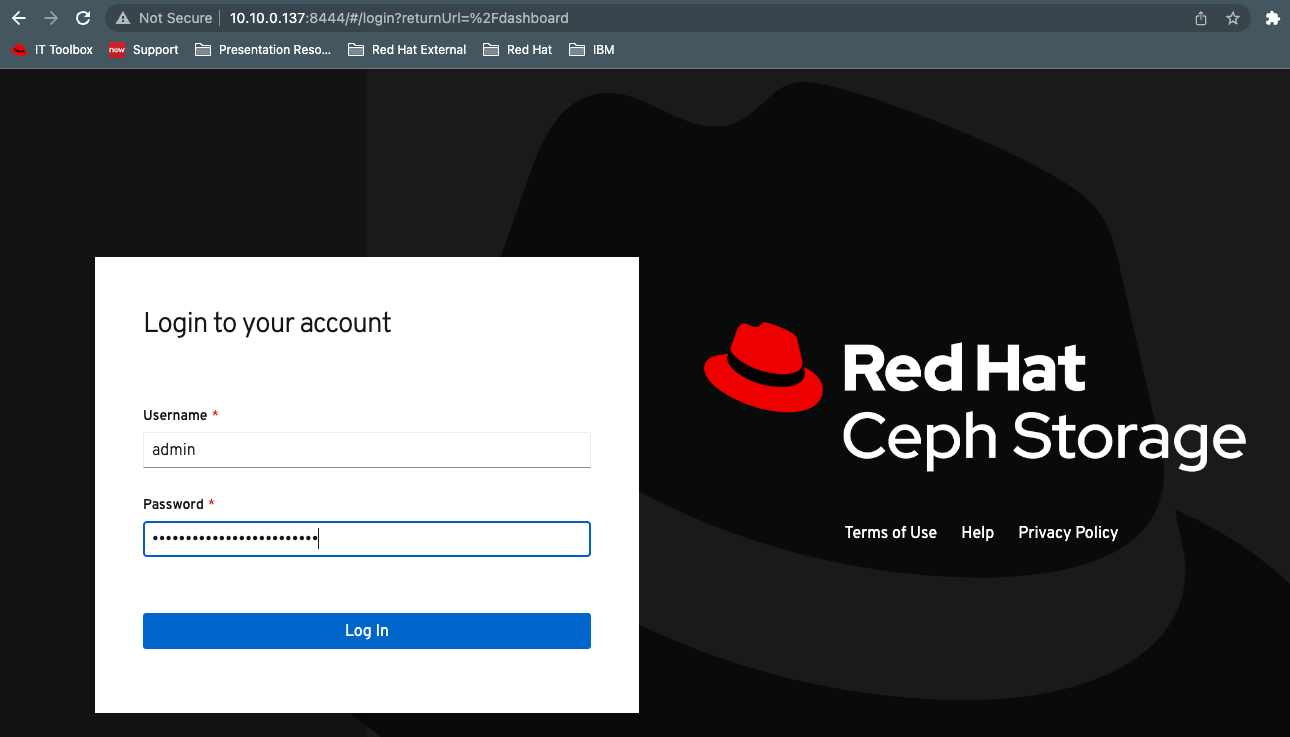 Not Secure 10.10.0.137:8444/#/login?returnUrl=%2Fdashboard
IT Toolbox now Support Presentation Reso... Red Hat External Red Hat IBM
Login to your account
Username *
admin
Password *
Log In
Red Hat
Ceph Storage
Terms of Use Help Privacy Policy